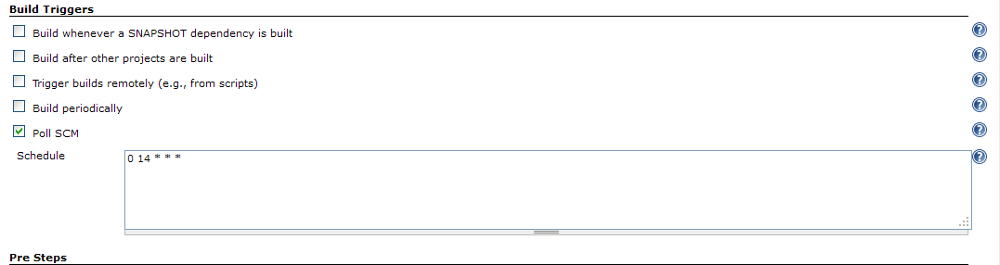 Build Triggers
Build whenever a SNAPSHOT dependency is built
Build after other projects are built
Trigger builds remotely (e.g., from scripts)
Build periodically
Poll SCM
Schedule
0 14 * * *
Pre Steps